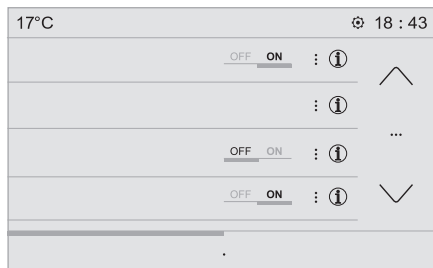 17°C 18 : 43
OFF ON : i
: i
...
OFF ON : i
OFF ON : i
.